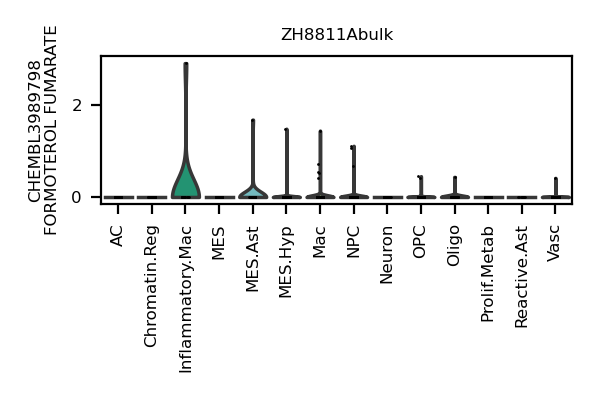 ZH8811Abulk
CHEMBL3989798
FORMOTEROL FUMARATE
2
0
AC
Chromatin.Reg
Inflammatory.Mac
MES
MES.Ast
MES.Hyp
Mac
NPC
Neuron
OPC
Oligo
Prolif.Metab
Reactive.Ast
Vasc